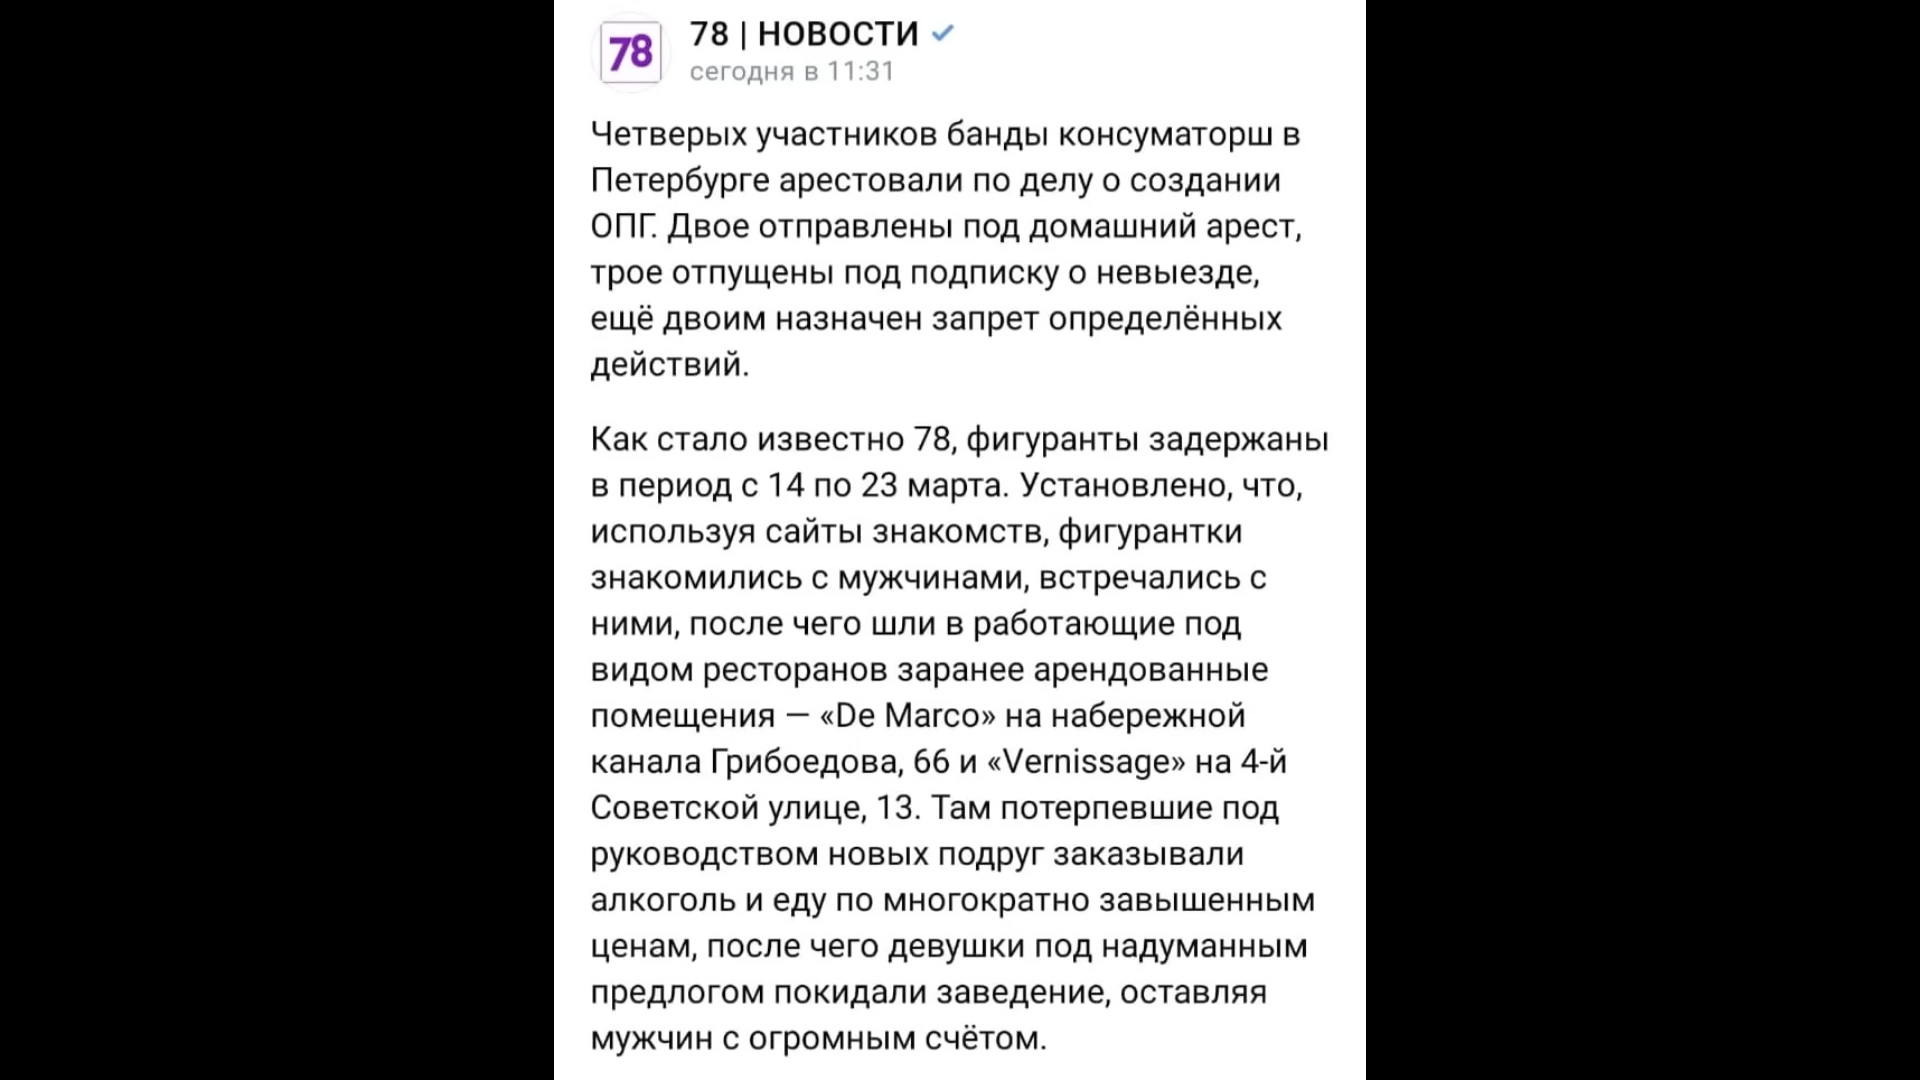 78
78 | НОВОСТИ
сегодня в 11:31
Четверых участников банды консуматорш в
Петербурге арестовали по делу о создании
ОПГ. Двое отправлены под домашний арест,
трое отпущены под подписку о невыезде,
ещё двоим назначен запрет определённых
действий.
Как стало известно 78, фигуранты задержаны
в период с 14 по 23 марта. Установлено, что,
используя сайты знакомств, фигурантки
знакомились с мужчинами, встречались с
ними, после чего шли в работающие под
видом ресторанов заранее арендованные
помещения — «De Marco» на набережной
канала Грибоедова, 66 и «Vernissage» на 4-й
Советской улице, 13. Там потерпевшие под
руководством новых подруг заказывали
алкоголь и еду по многократно завышенным
ценам, после чего девушки под надуманным
предлогом покидали заведение, оставляя
мужчин с огромным счётом.